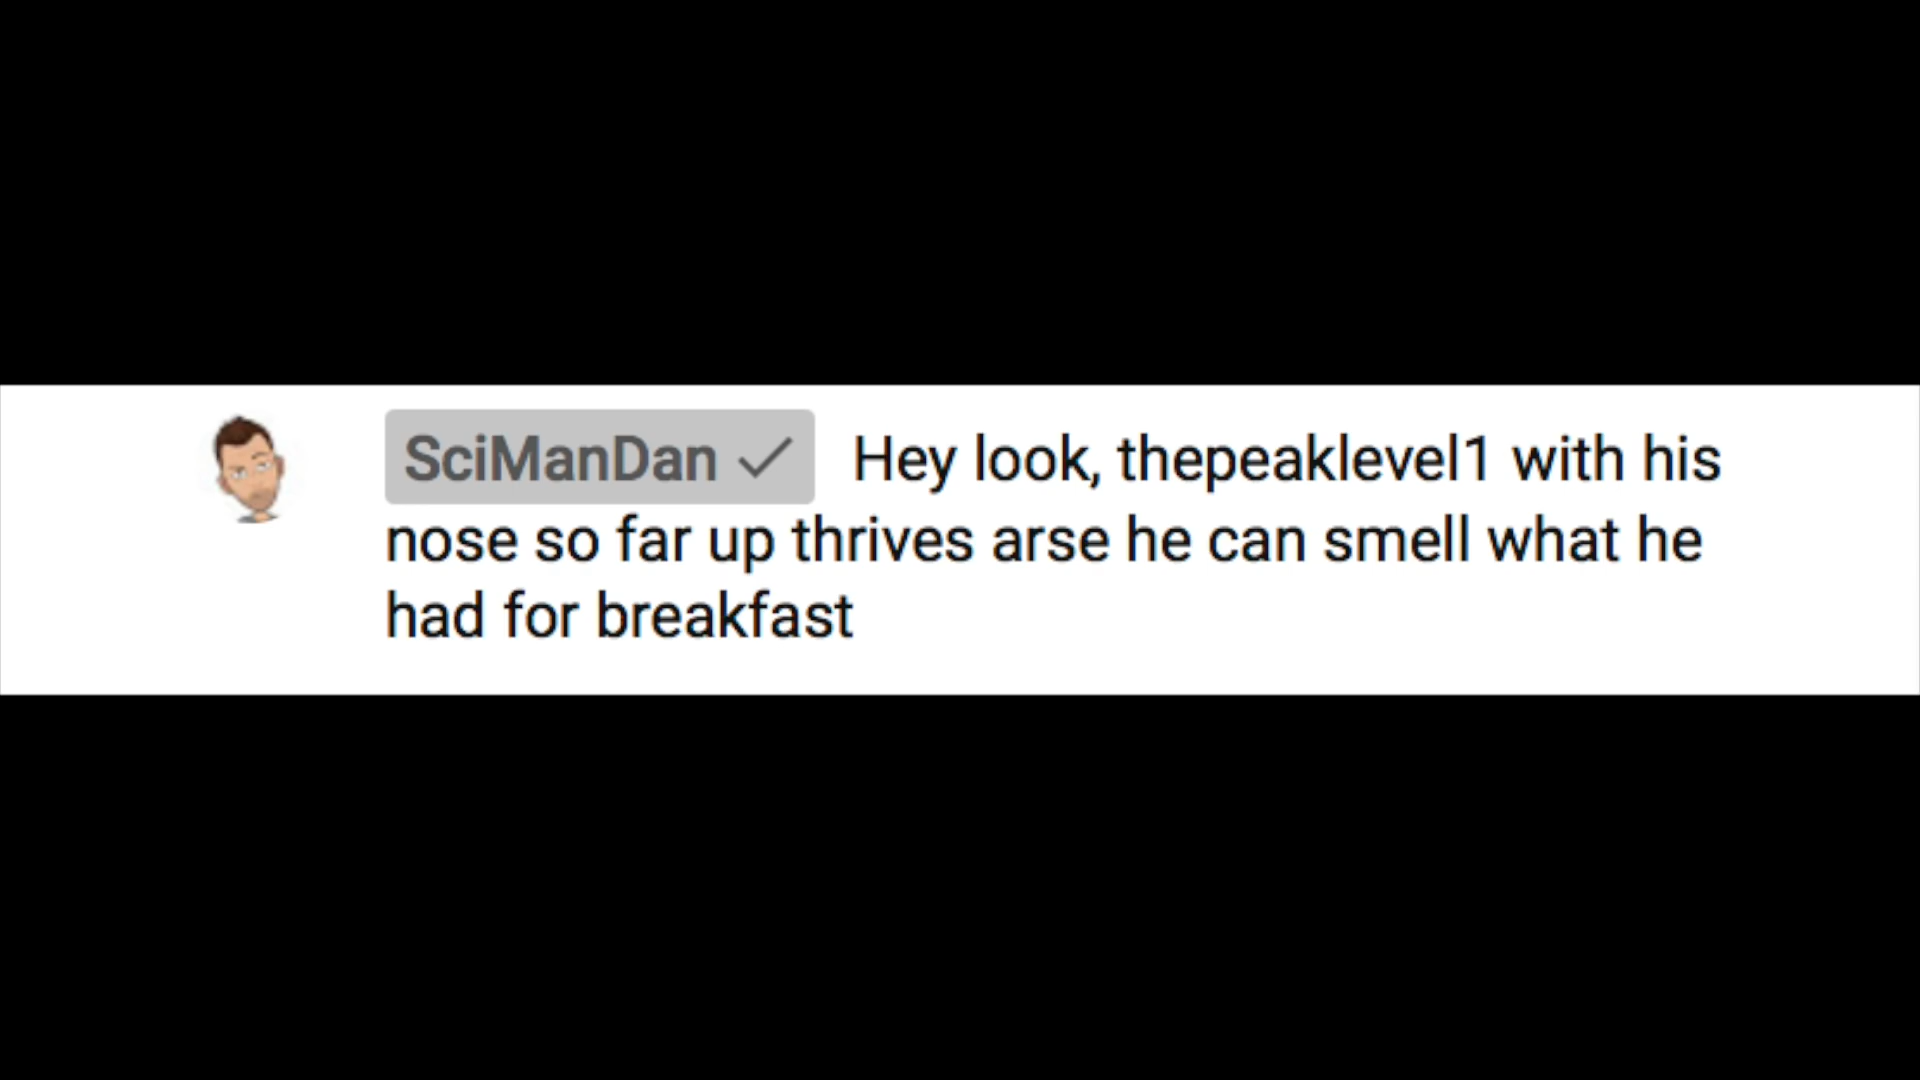 SciManDan ✓ Hey look, thepeaklevel1 with his
nose so far up thrives arse he can smell what he
had for breakfast